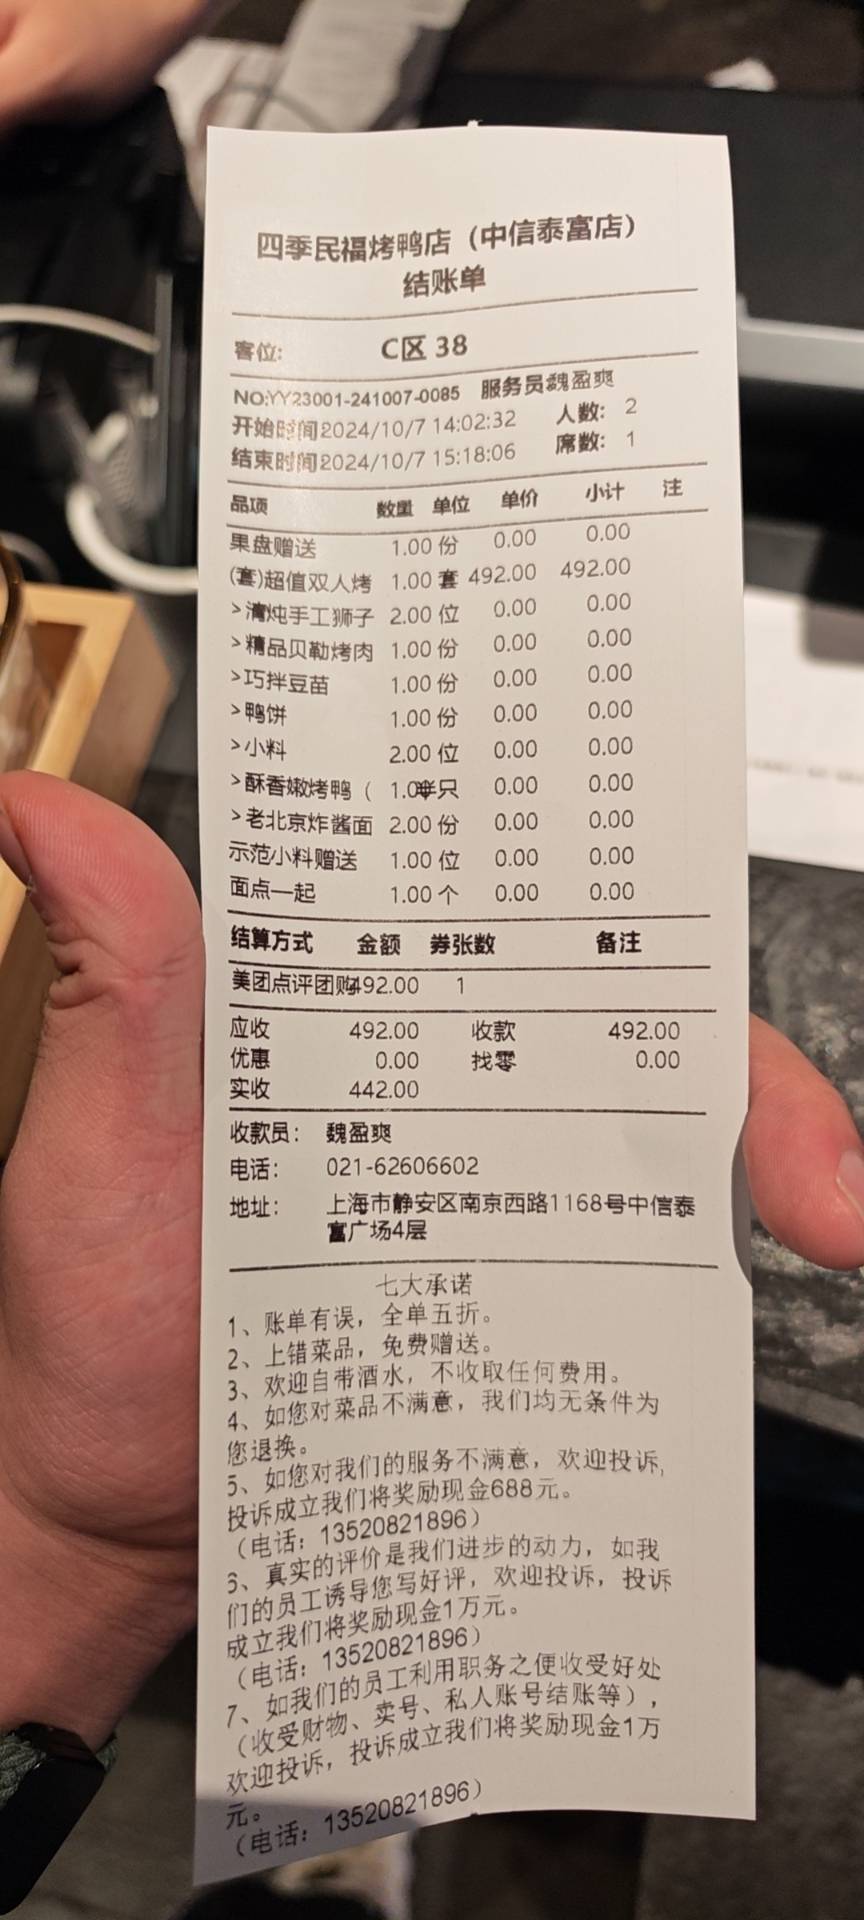 四季民福烤鸭店（中信泰富店）
结账单
客位: C区 38
NO:YY23001-241007-0085 服务员魏盈爽
开始时间2024/10/7 14:02:32 人数: 2
结束时间2024/10/7 15:18:06 席数: 1
品项 数量 单位 单价 小计 注
果盘赠送 1.00 份 0.00 0.00
(套)超值双人烤 1.00 套 492.00 492.00
>清炖手工狮子 2.00 位 0.00 0.00
>精品贝勒烤肉 1.00 份 0.00 0.00
>巧拌豆苗 1.00 份 0.00 0.00
>鸭饼 1.00 份 0.00 0.00
>小料 2.00 位 0.00 0.00
>酥香嫩烤鸭（ 1.00半只 0.00 0.00
>老北京炸酱面 2.00 份 0.00 0.00
示范小料赠送 1.00 位 0.00 0.00
面点一起 1.00 个 0.00 0.00
结算方式 金额 券张数 备注
美团点评团购492.00 1
应收 492.00 收款 492.00
优惠 0.00 找零 0.00
实收 442.00
收款员: 魏盈爽
电话: 021-62606602
地址: 上海市静安区南京西路1168号中信泰
富广场4层
七大承诺
1、账单有误，全单五折。
2、上错菜品，免费赠送。
3、欢迎自带酒水，不收取任何费用。
4、如您对菜品不满意，我们均无条件为
您退换。
5、如您对我们的服务不满意，欢迎投诉,
投诉成立我们将奖励现金688元。
（电话：13520821896）
6、真实的评价是我们进步的动力，如我
们的员工诱导您写好评，欢迎投诉，投诉
成立我们将奖励现金1万元。
（电话：13520821896）
7、如我们的员工利用职务之便收受好处
（收受财物、卖号、私人账号结账等），
欢迎投诉，投诉成立我们将奖励现金1万
元。
（电话：13520821896）